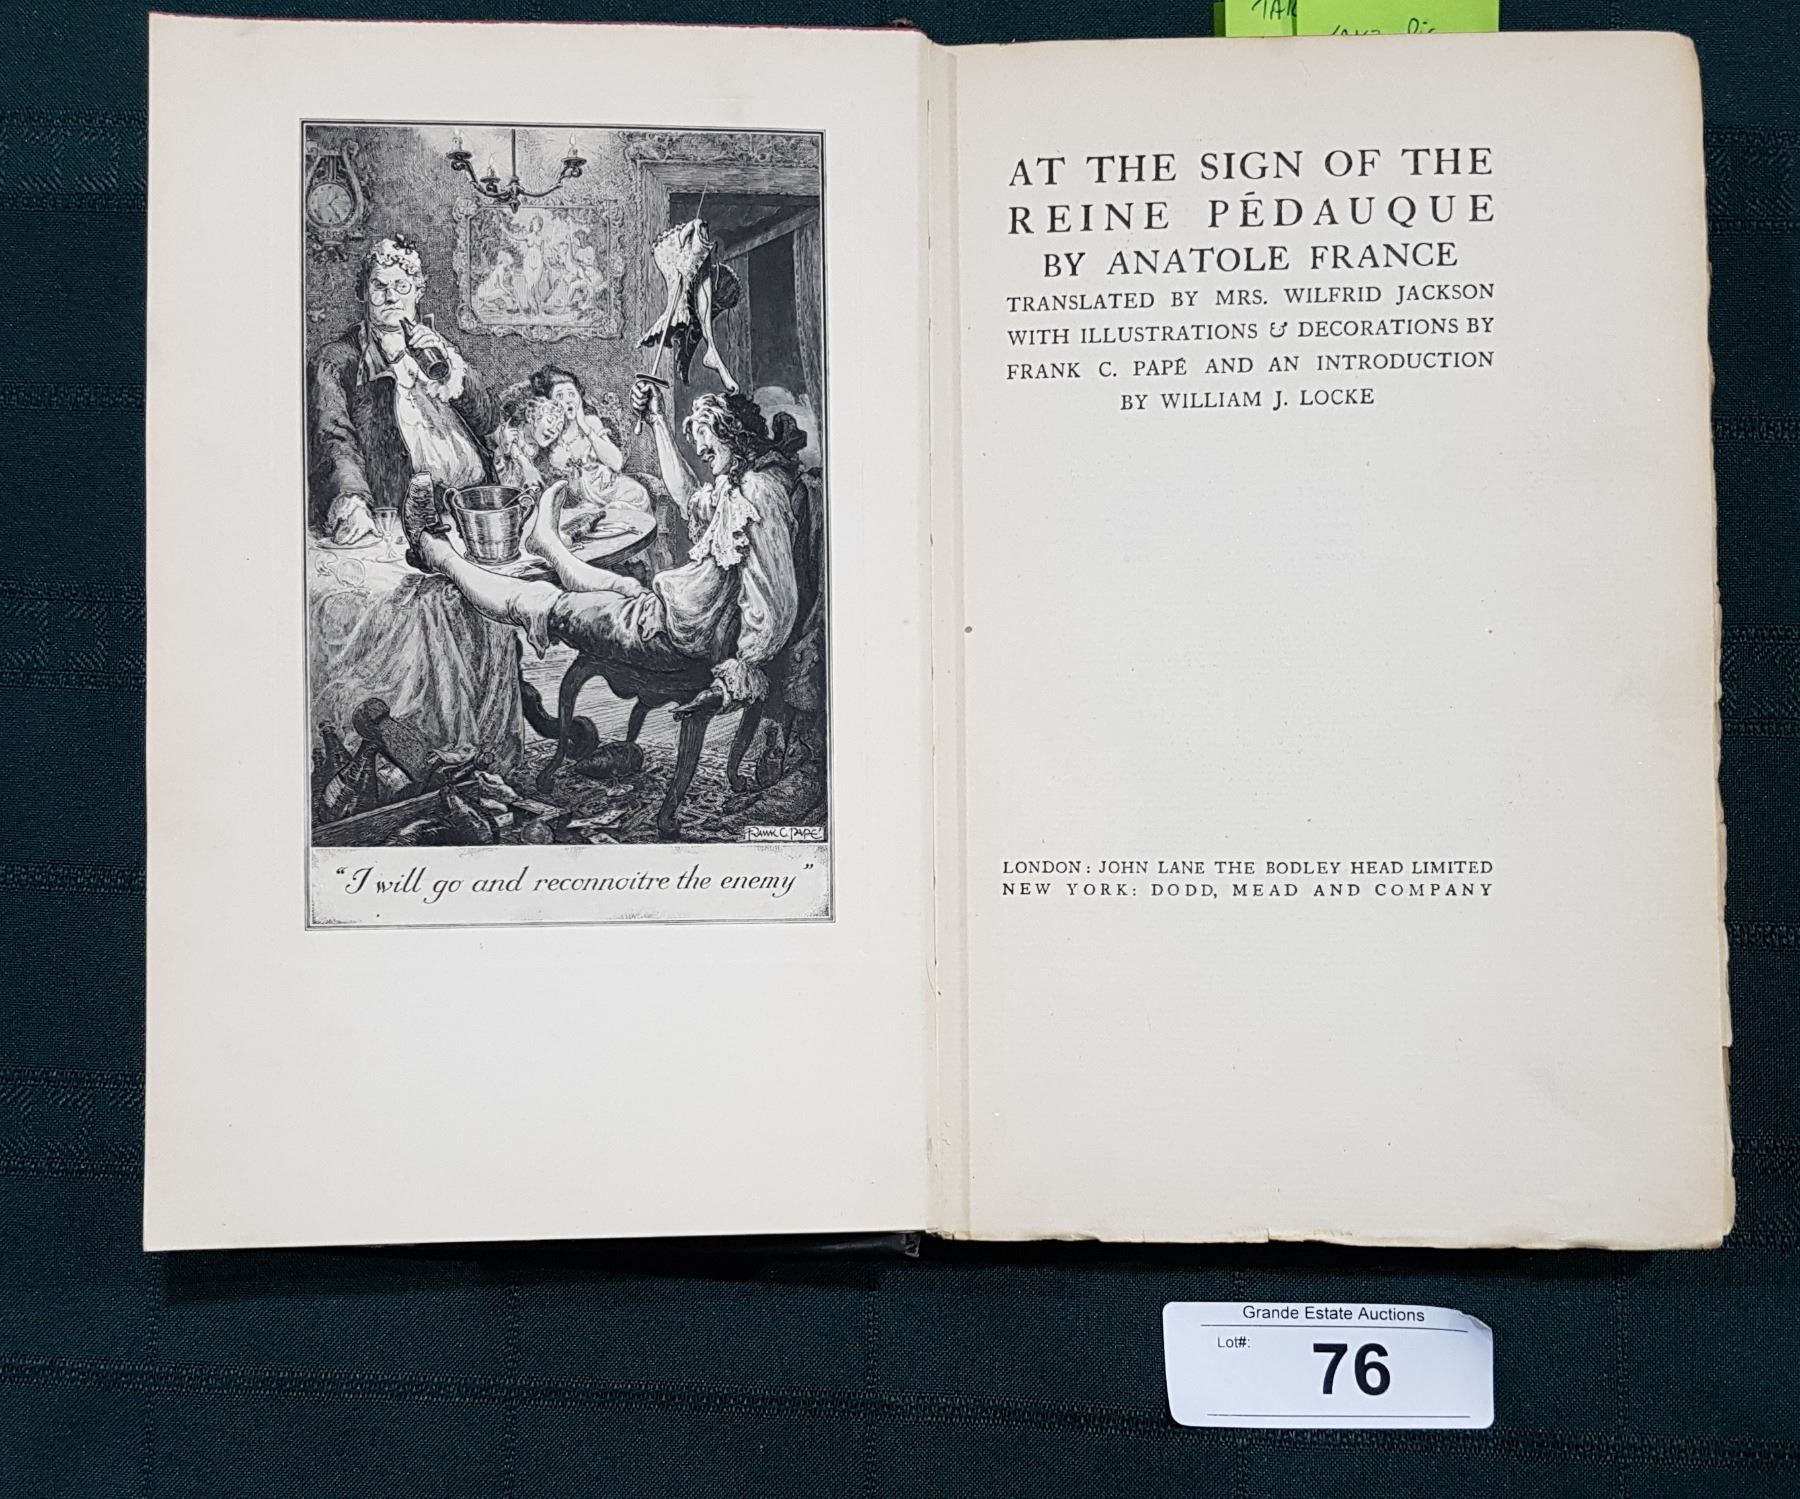 FRANK C. PAPÉ
"I will go and reconnoitre the enemy"
AT THE SIGN OF THE
REINE PÉDAUQUE
BY ANATOLE FRANCE
TRANSLATED BY MRS. WILFRID JACKSON
WITH ILLUSTRATIONS & DECORATIONS BY
FRANK C. PAPÉ AND AN INTRODUCTION
BY WILLIAM J. LOCKE
LONDON: JOHN LANE THE BODLEY HEAD LIMITED
NEW YORK: DODD, MEAD AND COMPANY
Grande Estate Auctions
Lot#:
76